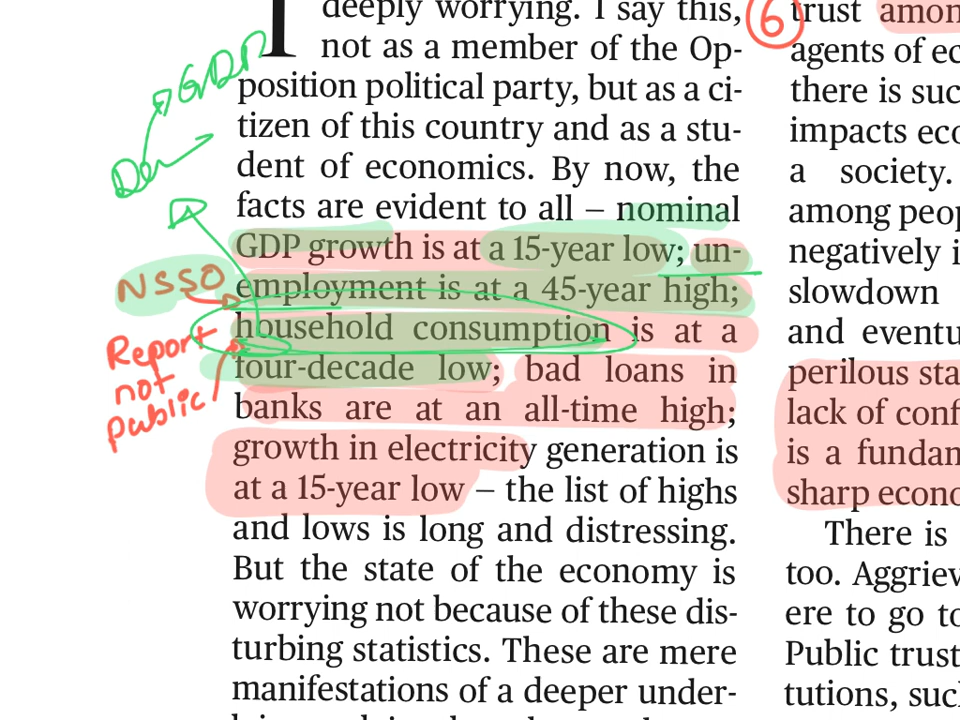 deeply worrying. I say this,
not as a member of the Op-
position political party, but as a ci-
tizen of this country and as a stu-
dent of economics. By now, the
facts are evident to all – nominal
GDP growth is at a 15-year low; un-
employment is at a 45-year high;
household consumption is at a
four-decade low; bad loans in
banks are at an all-time high;
growth in electricity generation is
at a 15-year low – the list of highs
and lows is long and distressing.
But the state of the economy is
worrying not because of these dis-
turbing statistics. These are mere
manifestations of a deeper under-
GDP
NSSO
Report
not
public
6
trust among
agents of ec
there is suc
impacts eco
a society.
among peop
negatively i
slowdown
and eventu
perilous sta
lack of conf
is a fundan
sharp econo
There is
too. Aggriev
ere to go to
Public trust
tutions, suc